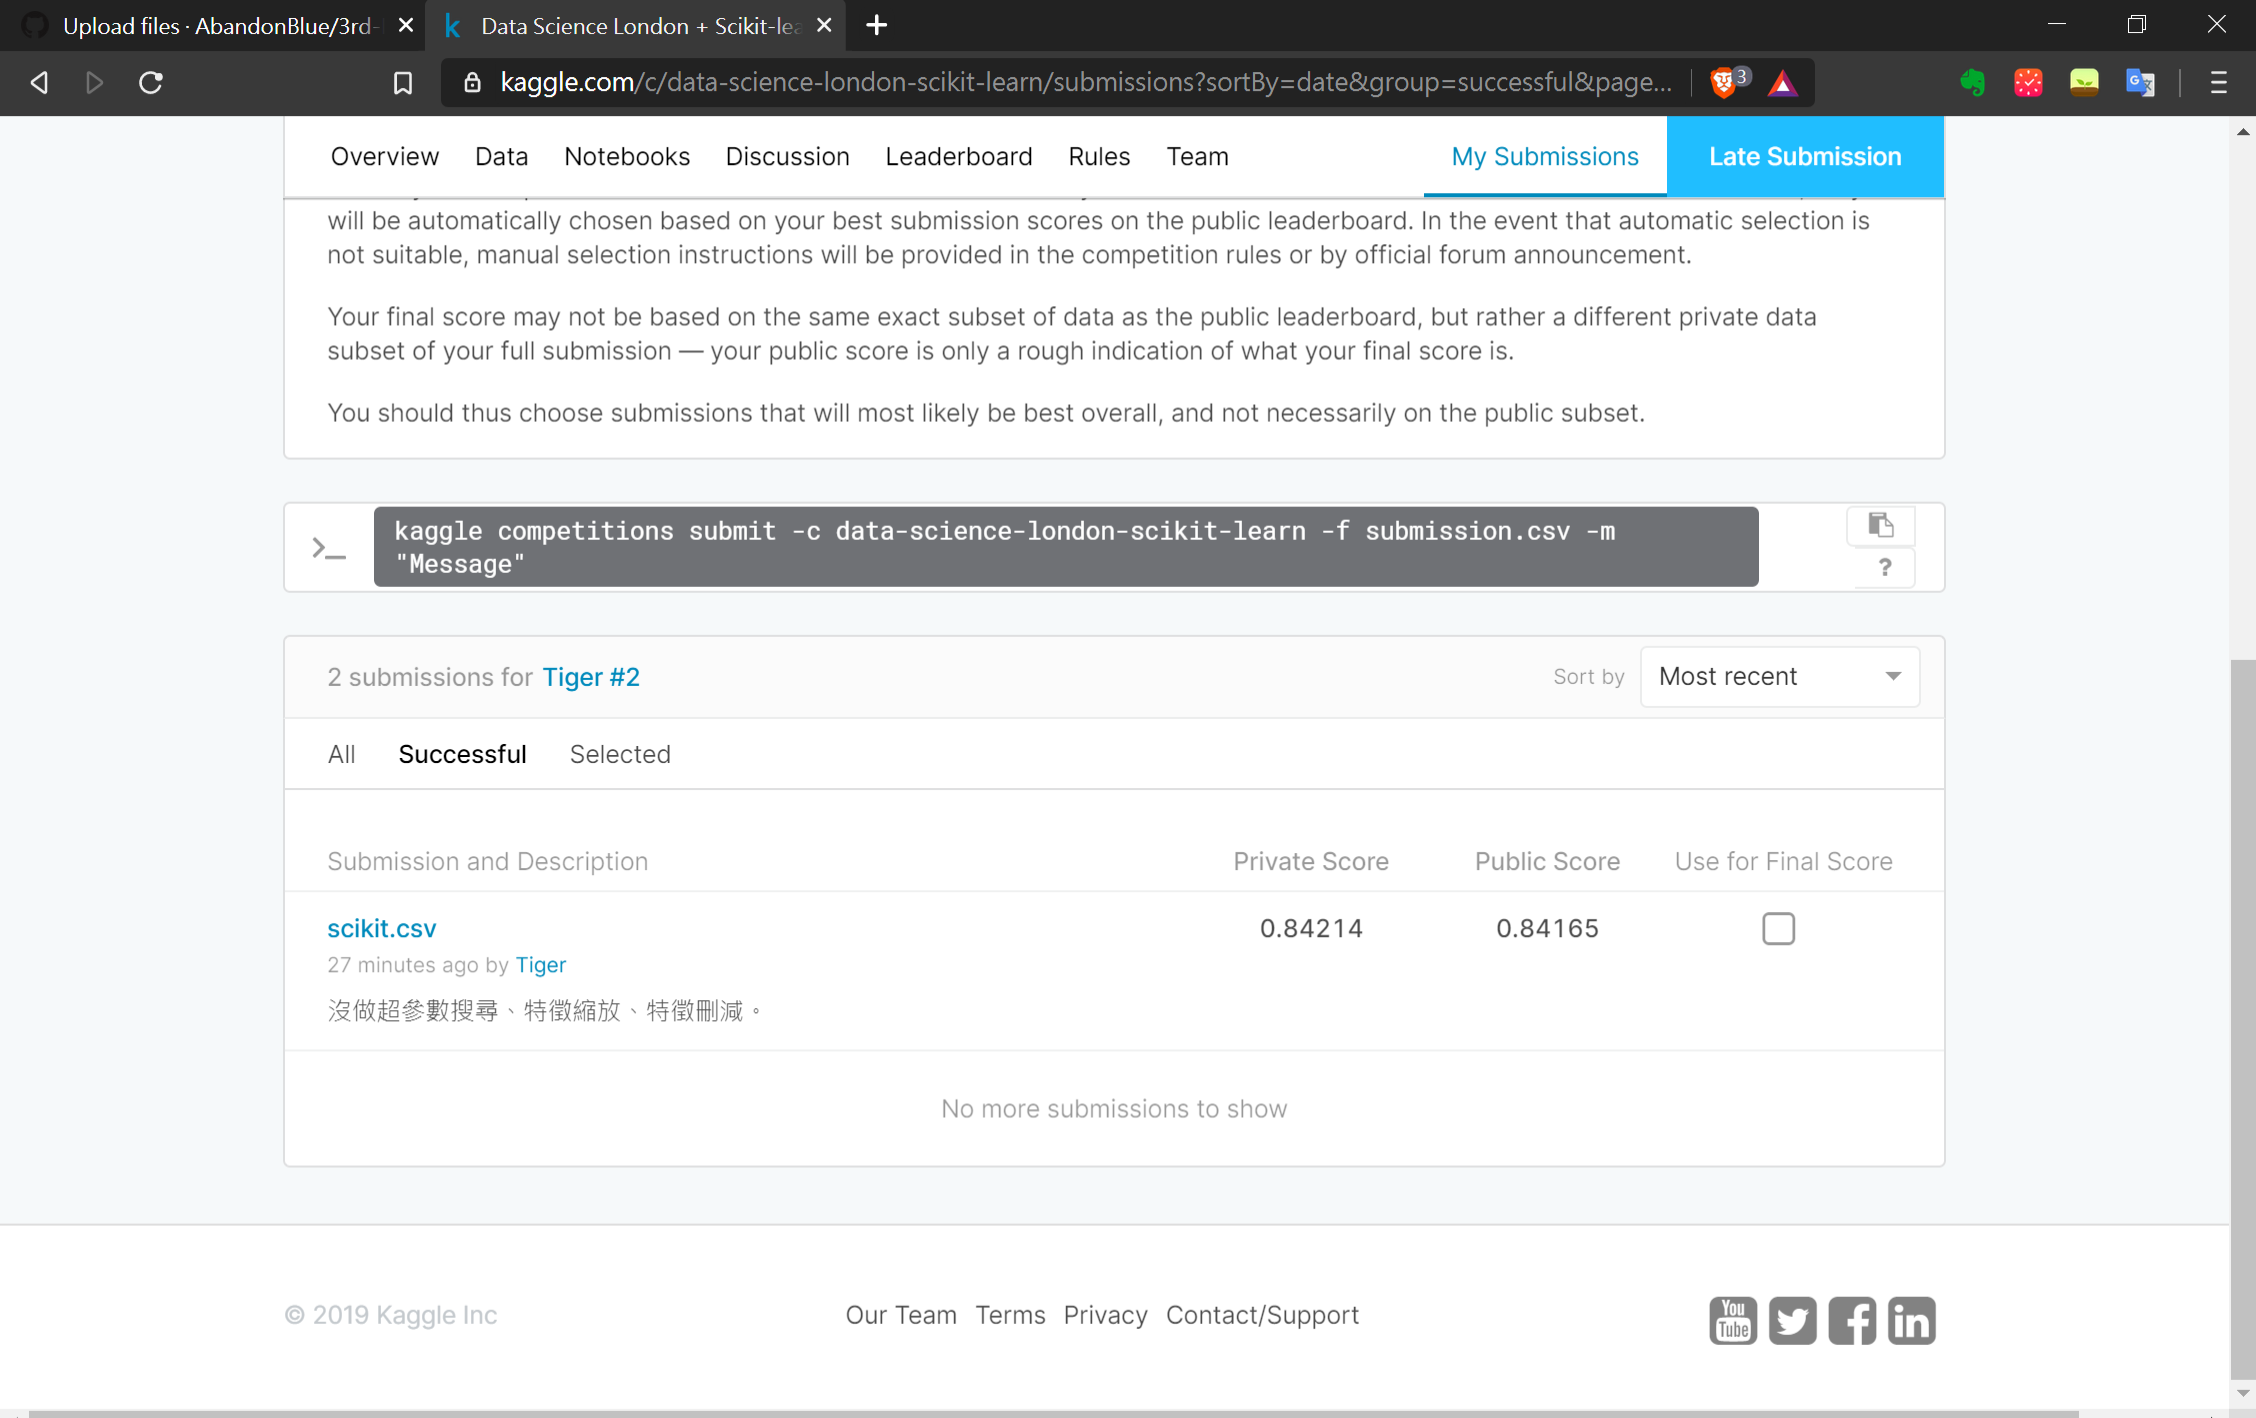 Upload files · AbandonBlue/3rd-
Data Science London + Scikit-lea
kaggle.com/c/data-science-london-scikit-learn/submissions?sortBy=date&group=successful&page...
3
Overview Data Notebooks Discussion Leaderboard Rules Team My Submissions Late Submission
will be automatically chosen based on your best submission scores on the public leaderboard. In the event that automatic selection is
not suitable, manual selection instructions will be provided in the competition rules or by official forum announcement.
Your final score may not be based on the same exact subset of data as the public leaderboard, but rather a different private data
subset of your full submission — your public score is only a rough indication of what your final score is.
You should thus choose submissions that will most likely be best overall, and not necessarily on the public subset.
>_
kaggle competitions submit -c data-science-london-scikit-learn -f submission.csv -m
"Message"
?
2 submissions for Tiger #2
Sort by Most recent
All Successful Selected
Submission and Description Private Score Public Score Use for Final Score
scikit.csv 0.84214 0.84165
27 minutes ago by Tiger
沒做超參數搜尋、特徵縮放、特徵刪減。
No more submissions to show
© 2019 Kaggle Inc Our Team Terms Privacy Contact/Support
You
Tube
in